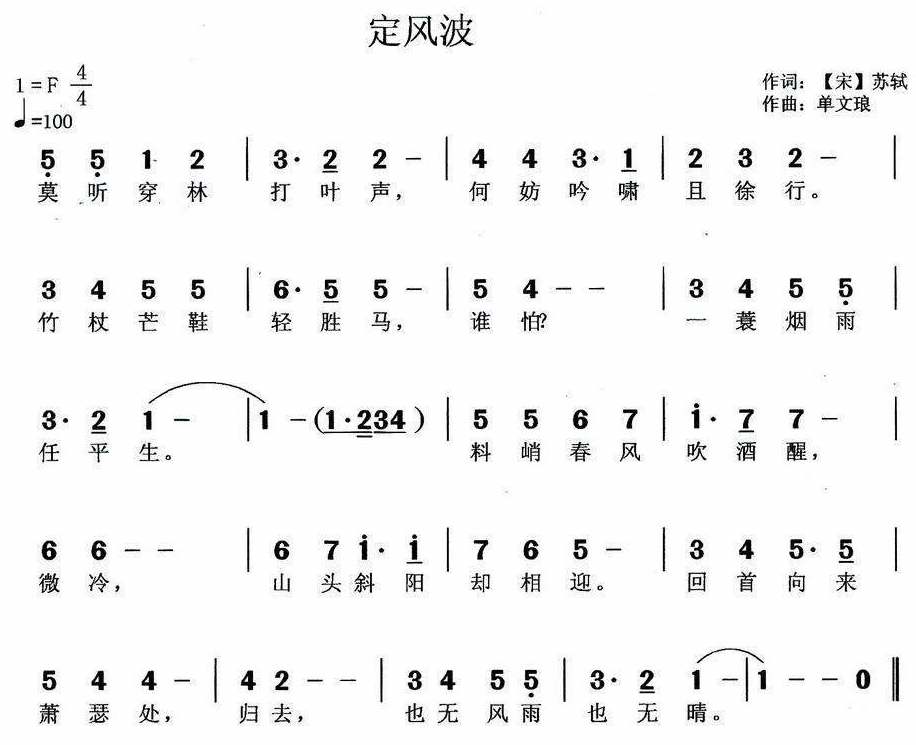 定风波
1=F 4/4
♩=100
作词：【宋】苏轼
作曲：单文琅
5̣ 5̣ 1 2 | 3· 2 2 － | 4 4 3· 1 | 2 3 2 － |
莫 听 穿 林 打 叶 声， 何 妨 吟 啸 且 徐 行。
3 4 5 5 | 6· 5 5 － | 5 4 － － | 3 4 5 5̣ |
竹 杖 芒 鞋 轻 胜 马， 谁 怕？ 一 蓑 烟 雨
3· 2 1 － | 1 － (1·234) | 5 5 6 7 | i· 7 7 － |
任 平 生。 料 峭 春 风 吹 酒 醒，
6 6 － － | 6 7 i· i | 7 6 5 － | 3 4 5· 5 |
微 冷， 山 头 斜 阳 却 相 迎。 回 首 向 来
5 4 4 － | 4 2 － － | 3 4 5 5̣ | 3· 2 1 － | 1 － － 0 ‖
萧 瑟 处， 归 去， 也 无 风 雨 也 无 晴。